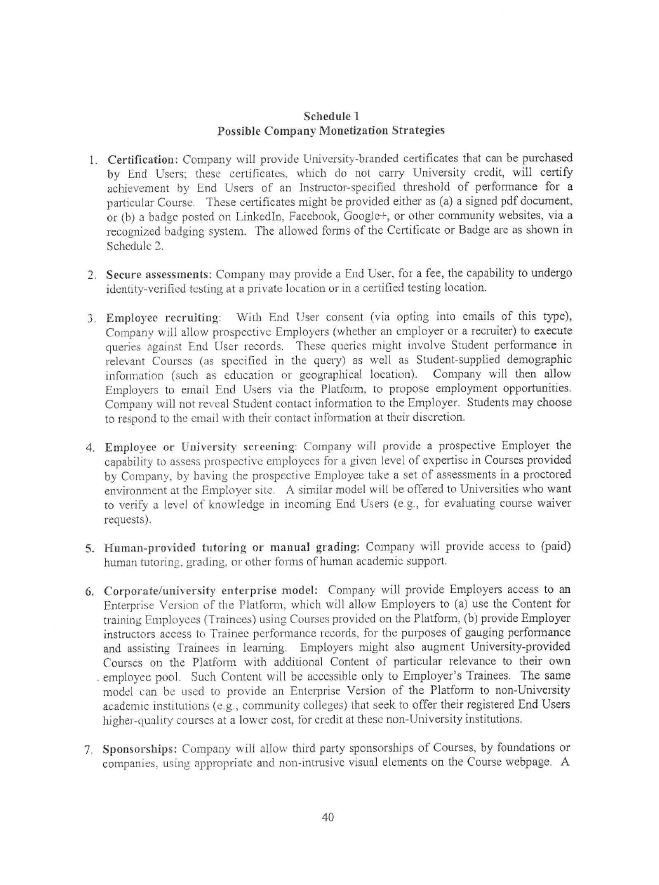 Schedule 1
Possible Company Monetization Strategies
1. Certification: Company will provide University-branded certificates that can be purchased
by End Users; these certificates, which do not carry University credit, will certify
achievement by End Users of an Instructor-specified threshold of performance for a
particular Course. These certificates might be provided either as (a) a signed pdf document,
or (b) a badge posted on LinkedIn, Facebook, Google+, or other community websites, via a
recognized badging system. The allowed forms of the Certificate or Badge are as shown in
Schedule 2.
2. Secure assessments: Company may provide a End User, for a fee, the capability to undergo
identity-verified testing at a private location or in a certified testing location.
3. Employee recruiting: With End User consent (via opting into emails of this type),
Company will allow prospective Employers (whether an employer or a recruiter) to execute
queries against End User records. These queries might involve Student performance in
relevant Courses (as specified in the query) as well as Student-supplied demographic
information (such as education or geographical location). Company will then allow
Employers to email End Users via the Platform, to propose employment opportunities.
Company will not reveal Student contact information to the Employer. Students may choose
to respond to the email with their contact information at their discretion.
4. Employee or University screening: Company will provide a prospective Employer the
capability to assess prospective employees for a given level of expertise in Courses provided
by Company, by having the prospective Employee take a set of assessments in a proctored
environment at the Employer site. A similar model will be offered to Universities who want
to verify a level of knowledge in incoming End Users (e.g., for evaluating course waiver
requests).
5. Human-provided tutoring or manual grading: Company will provide access to (paid)
human tutoring, grading, or other forms of human academic support.
6. Corporate/university enterprise model: Company will provide Employers access to an
Enterprise Version of the Platform, which will allow Employers to (a) use the Content for
training Employees (Trainees) using Courses provided on the Platform, (b) provide Employer
instructors access to Trainee performance records, for the purposes of gauging performance
and assisting Trainees in learning. Employers might also augment University-provided
Courses on the Platform with additional Content of particular relevance to their own
employee pool. Such Content will be accessible only to Employer's Trainees. The same
model can be used to provide an Enterprise Version of the Platform to non-University
academic institutions (e.g., community colleges) that seek to offer their registered End Users
higher-quality courses at a lower cost, for credit at these non-University institutions.
7. Sponsorships: Company will allow third party sponsorships of Courses, by foundations or
companies, using appropriate and non-intrusive visual elements on the Course webpage. A
40